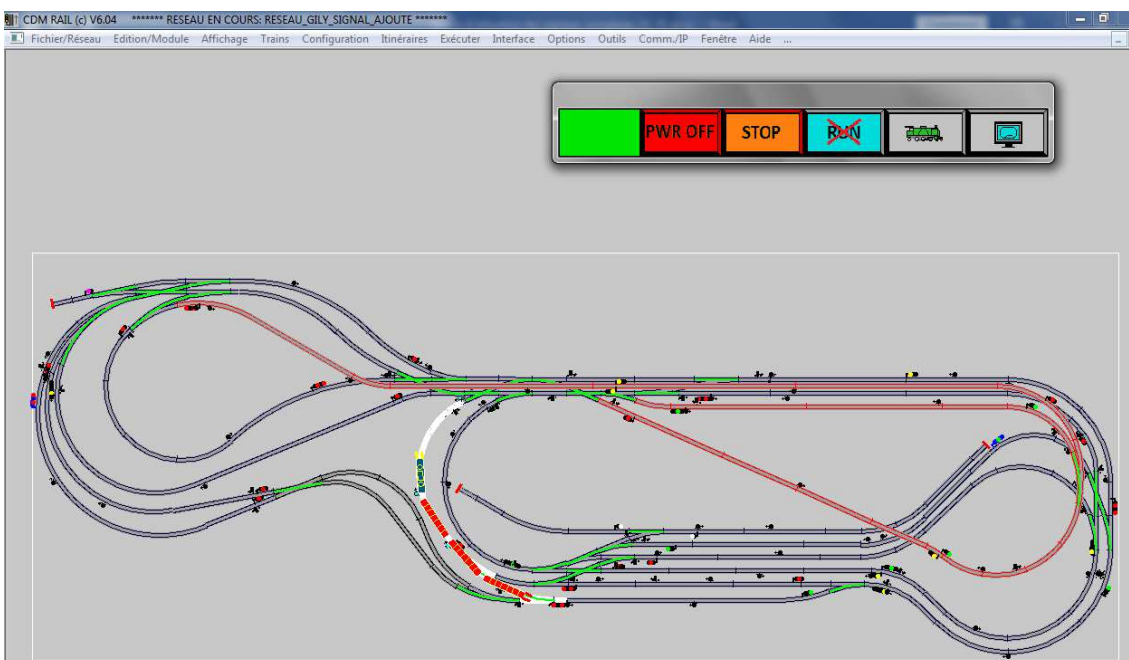 CDM RAIL (c) V6.04 ******* RESEAU EN COURS: RESEAU_GILY_SIGNAL_AJOUTE *******
Fichier/Réseau Edition/Module Affichage Trains Configuration Itinéraires Exécuter Interface Options Outils Comm./IP Fenêtre Aide ...
PWR OFF STOP RUN